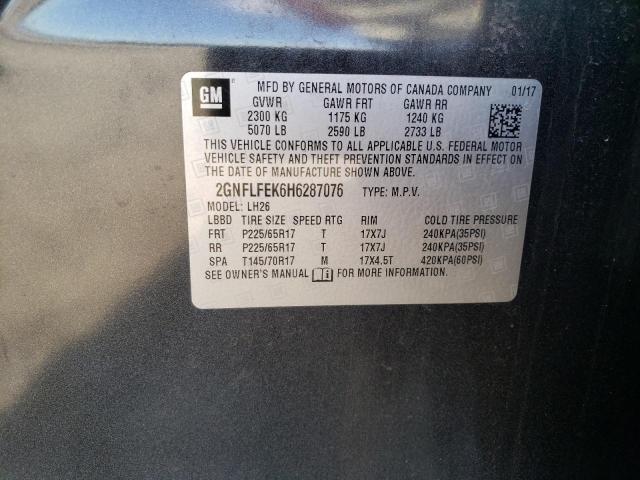 GM ® MFD BY GENERAL MOTORS OF CANADA COMPANY 01/17
GVWR GAWR FRT GAWR RR
2300 KG 1175 KG 1240 KG
5070 LB 2590 LB 2733 LB
THIS VEHICLE CONFORMS TO ALL APPLICABLE U.S. FEDERAL MOTOR
VEHICLE SAFETY AND THEFT PREVENTION STANDARDS IN EFFECT ON
THE DATE OF MANUFACTURE SHOWN ABOVE.
2GNFLFEK6H6287076 TYPE: M.P.V.
MODEL: LH26
LBBD TIRE SIZE SPEED RTG RIM COLD TIRE PRESSURE
FRT P225/65R17 T 17X7J 240KPA(35PSI)
RR P225/65R17 T 17X7J 240KPA(35PSI)
SPA T145/70R17 M 17X4.5T 420KPA(60PSI)
SEE OWNER'S MANUAL i FOR MORE INFORMATION.